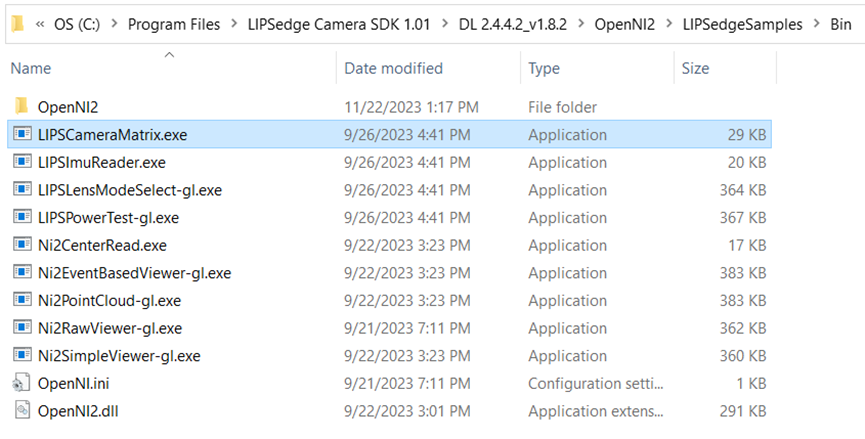 « OS (C:) > Program Files > LIPSedge Camera SDK 1.01 > DL 2.4.4.2_v1.8.2 > OpenNI2 > LIPSedgeSamples > Bin
Name Date modified Type Size
OpenNI2 11/22/2023 1:17 PM File folder
LIPSCameraMatrix.exe 9/26/2023 4:41 PM Application 29 KB
LIPSImuReader.exe 9/26/2023 4:41 PM Application 20 KB
LIPSLensModeSelect-gl.exe 9/26/2023 4:41 PM Application 364 KB
LIPSPowerTest-gl.exe 9/26/2023 4:41 PM Application 367 KB
Ni2CenterRead.exe 9/22/2023 3:23 PM Application 17 KB
Ni2EventBasedViewer-gl.exe 9/22/2023 3:23 PM Application 383 KB
Ni2PointCloud-gl.exe 9/22/2023 3:23 PM Application 383 KB
Ni2RawViewer-gl.exe 9/21/2023 7:11 PM Application 362 KB
Ni2SimpleViewer-gl.exe 9/22/2023 3:23 PM Application 360 KB
OpenNI.ini 9/21/2023 7:11 PM Configuration setti... 1 KB
OpenNI2.dll 9/22/2023 3:01 PM Application extens... 291 KB